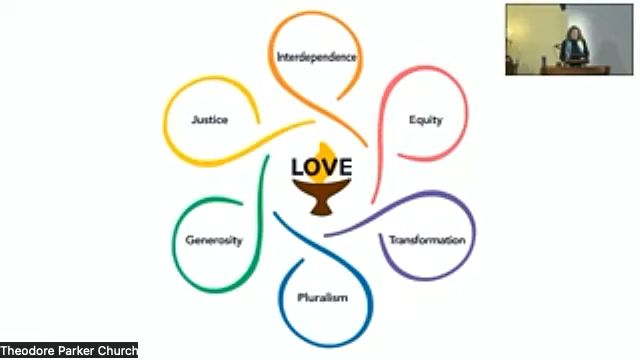 Interdependence
Justice
Equity
LOVE
Generosity
Transformation
Pluralism
Theodore Parker Church